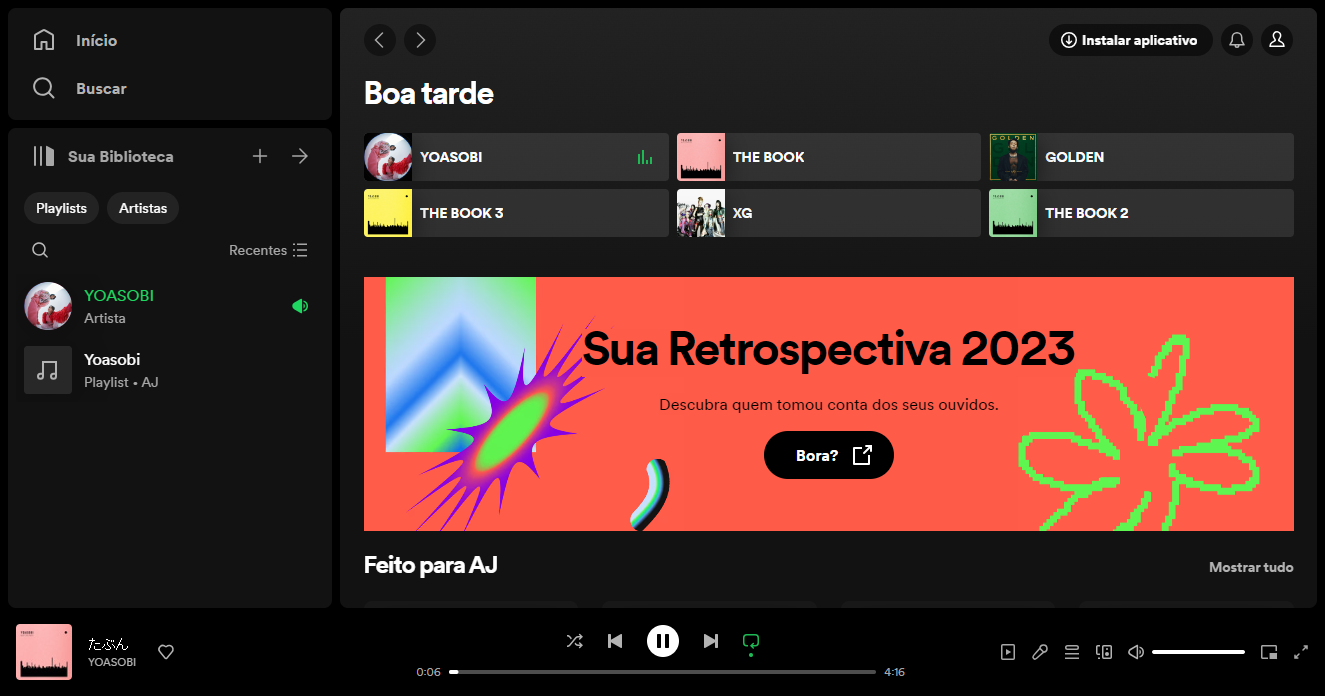 Início
Buscar
Sua Biblioteca
Playlists
Artistas
Recentes
YOASOBI
Artista
Yoasobi
Playlist • AJ
Instalar aplicativo
Boa tarde
YOASOBI
THE BOOK
GOLDEN
GOLDEN
THE BOOK 3
XG
THE BOOK 2
Sua Retrospectiva 2023
Descubra quem tomou conta dos seus ouvidos.
Bora?
Feito para AJ
Mostrar tudo
たぶん
YOASOBI
0:06
4:16